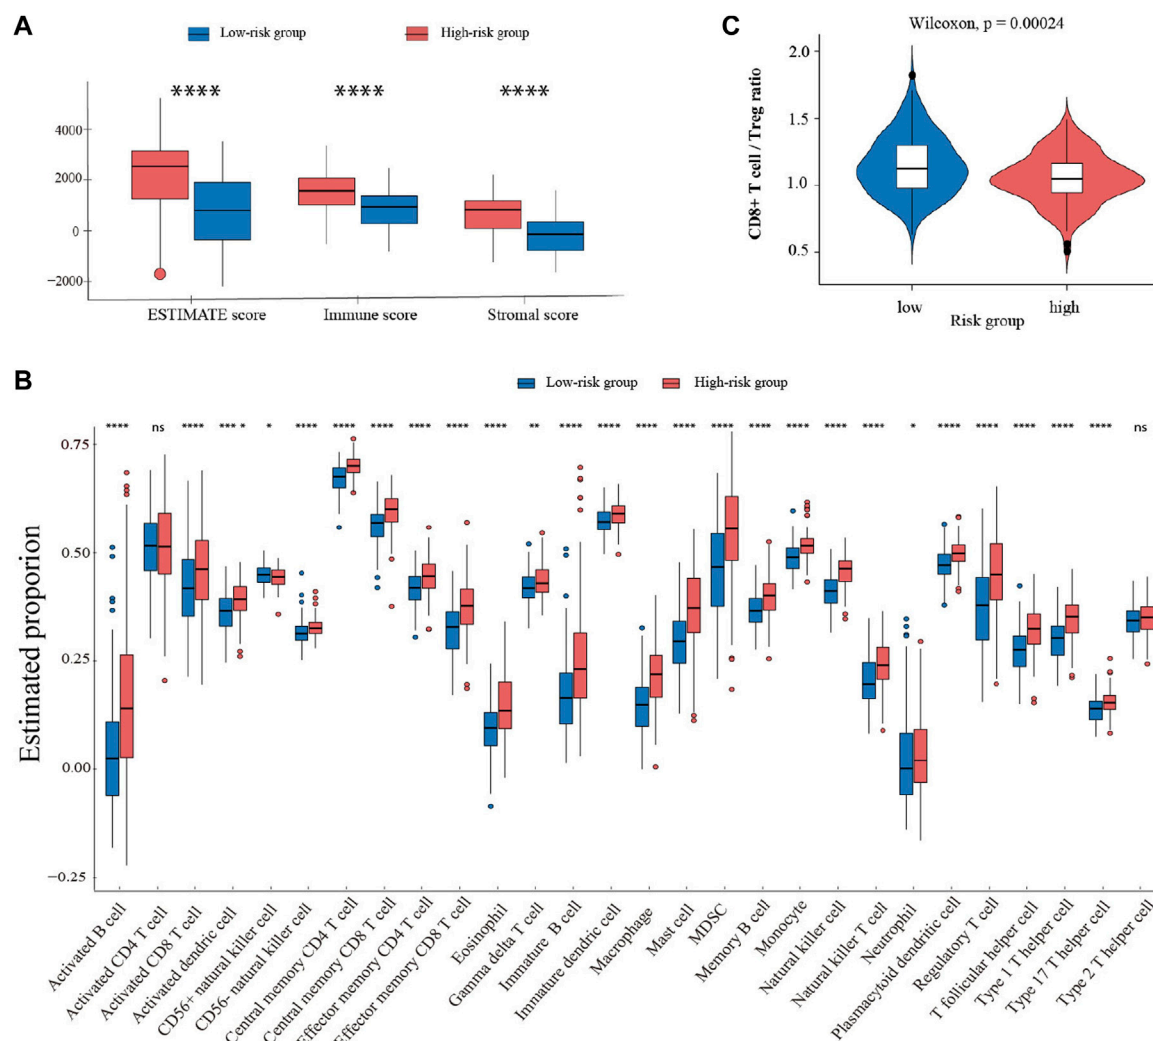 A
Low-risk group
High-risk group
****
****
****
4000
2000
0
−2000
ESTIMATE score
Immune score
Stromal score
C
Wilcoxon, p = 0.00024
CD8+ T cell / Treg ratio
2.0
1.5
1.0
0.5
low
high
Risk group
B
Low-risk group
High-risk group
**** ns **** *** * * **** **** **** **** **** **** ** **** **** **** **** **** **** **** **** **** * **** **** **** **** **** ns
Estimated proporion
0.75
0.50
0.25
0.00
−0.25
Activated B cell
Activated CD4 T cell
Activated CD8 T cell
Activated dendric cell
CD56+ natural killer cell
CD56- natural killer cell
Central memory CD4 T cell
Central memory CD8 T cell
Effector memory CD4 T cell
Effector memory CD8 T cell
Eosinophil
Gamma delta T cell
Immature B cell
Immature dendric cell
Macrophage
Mast cell
MDSC
Memory B cell
Monocyte
Natural killer cell
Natural killer T cell
Neutrophil
Plasmacytoid dendritic cell
Regulatory T cell
T follicular helper cell
Type 1 T helper cell
Type 17 T helper cell
Type 2 T helper cell